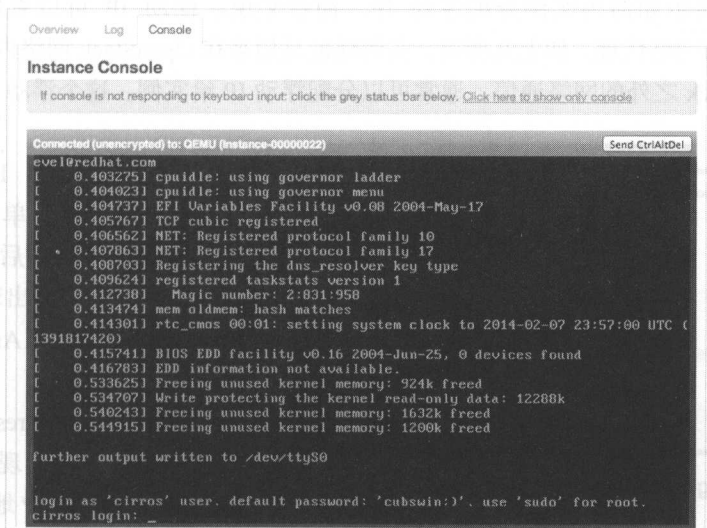 Overview Log Console
Instance Console
If console is not responding to keyboard input: click the grey status bar below. Click here to show only console
Connected (unencrypted) to: QEMU (Instance-00000022) Send CtrlAltDel
evel@redhat.com
[    0.403275] cpuidle: using governor ladder
[    0.404023] cpuidle: using governor menu
[    0.404737] EFI Variables Facility v0.08 2004-May-17
[    0.405767] TCP cubic registered
[    0.406562] NET: Registered protocol family 10
[    0.407863] NET: Registered protocol family 17
[    0.408703] Registering the dns_resolver key type
[    0.409624] registered taskstats version 1
[    0.412738]   Magic number: 2:831:958
[    0.413474] mem oldmem: hash matches
[    0.414301] rtc_cmos 00:01: setting system clock to 2014-02-07 23:57:00 UTC (
1391817420)
[    0.415741] BIOS EDD facility v0.16 2004-Jun-25, 0 devices found
[    0.416783] EDD information not available.
[    0.533625] Freeing unused kernel memory: 924k freed
[    0.534707] Write protecting the kernel read-only data: 12288k
[    0.540243] Freeing unused kernel memory: 1632k freed
[    0.544915] Freeing unused kernel memory: 1200k freed
further output written to /dev/ttyS0
login as 'cirros' user. default password: 'cubswin:)'. use 'sudo' for root.
cirros login: _